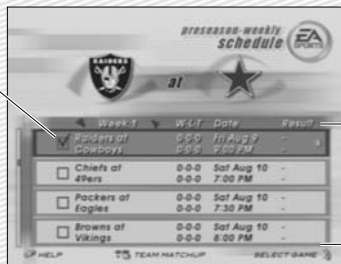 preseason-weekly
schedule
EA
SPORTS
RAIDERS
at
Week 1 W-L-T Date Result
Raiders at 0-0-0 Fri Aug 9 -
Cowboys 0-0-0 9:00 PM -
Chiefs at 0-0-0 Sat Aug 10 -
49ers 0-0-0 7:00 PM -
Packers at 0-0-0 Sat Aug 10 -
Eagles 0-0-0 7:30 PM -
Browns at 0-0-0 Sat Aug 10 -
Vikings 0-0-0 8:00 PM -
HELP TEAM MATCHUP SELECT GAME